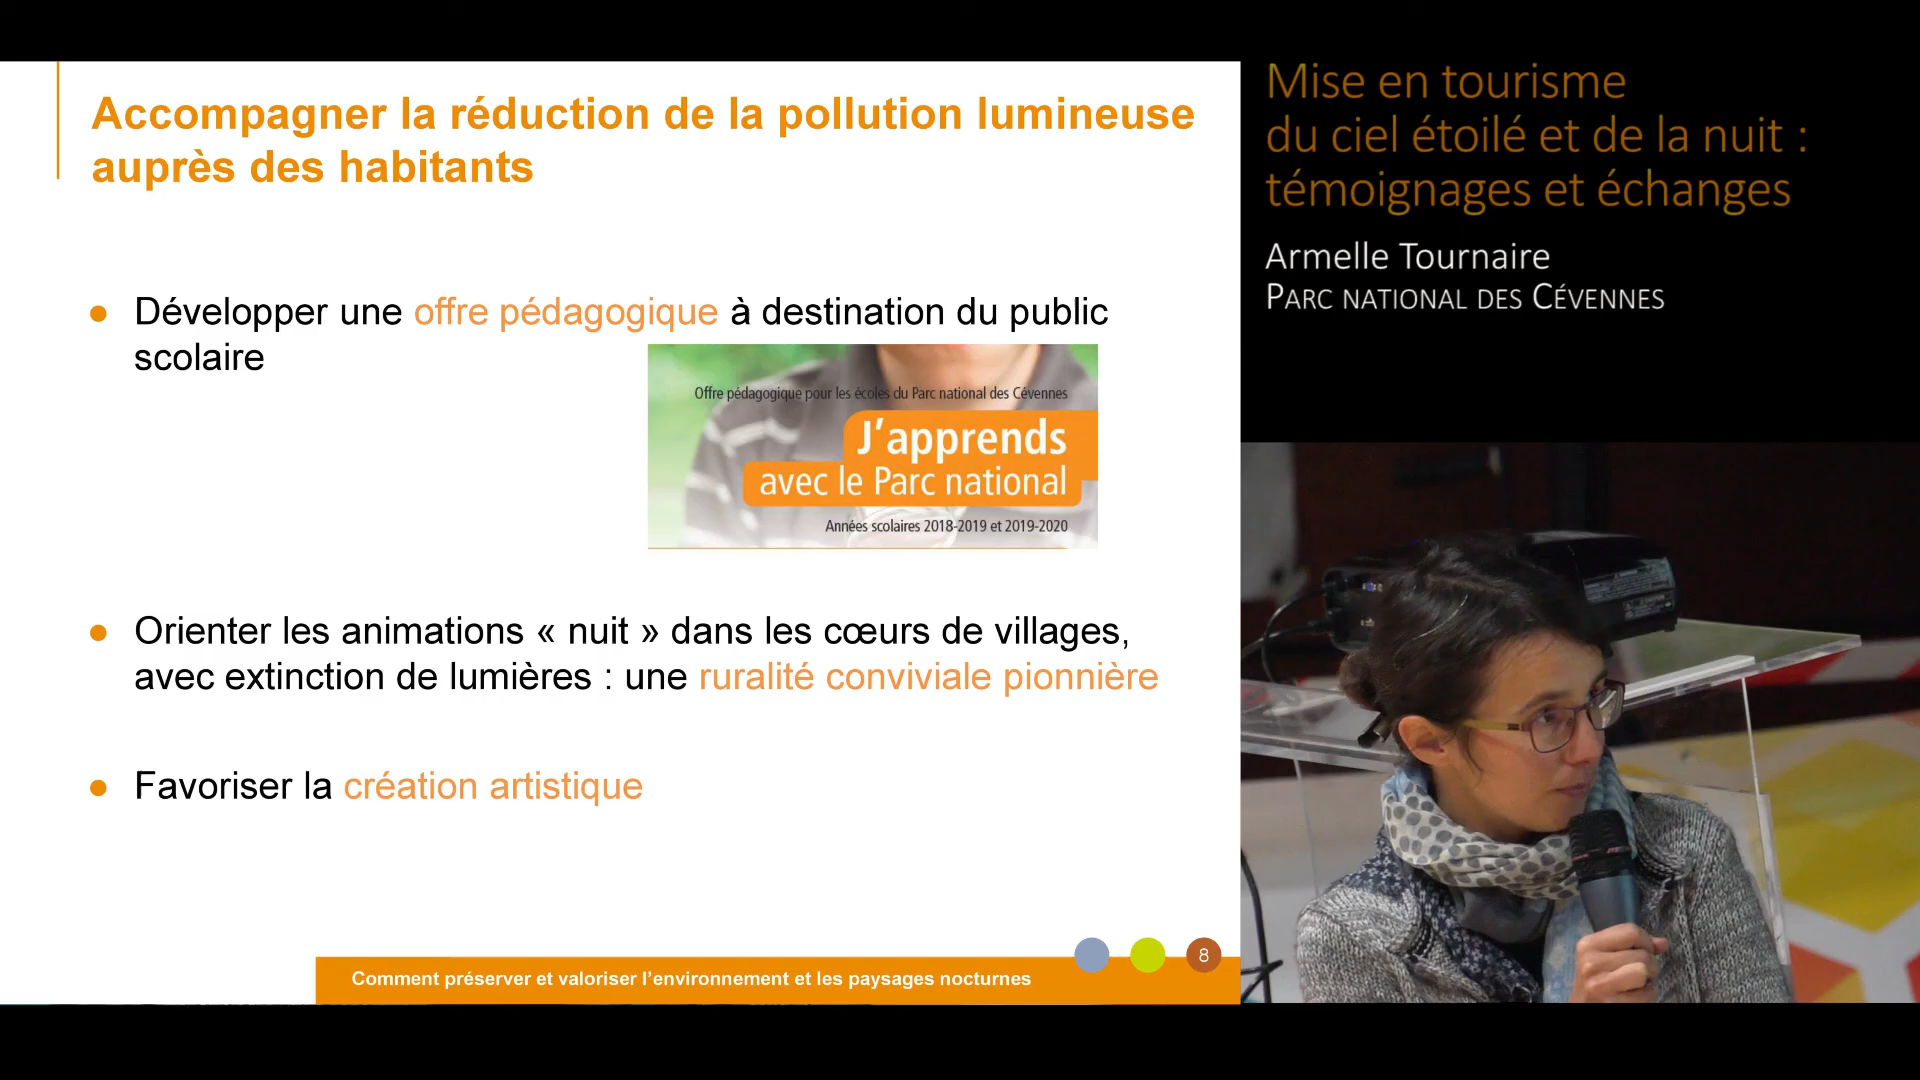 Accompagner la réduction de la pollution lumineuse
auprès des habitants
Développer une offre pédagogique à destination du public
scolaire
Offre pédagogique pour les écoles du Parc national des Cévennes
J’apprends
avec le Parc national
Années scolaires 2018-2019 et 2019-2020
Orienter les animations « nuit » dans les cœurs de villages,
avec extinction de lumières : une ruralité conviviale pionnière
Favoriser la création artistique
8
Comment préserver et valoriser l’environnement et les paysages nocturnes
Mise en tourisme
du ciel étoilé et de la nuit :
témoignages et échanges
Armelle Tournaire
PARC NATIONAL DES CÉVENNES